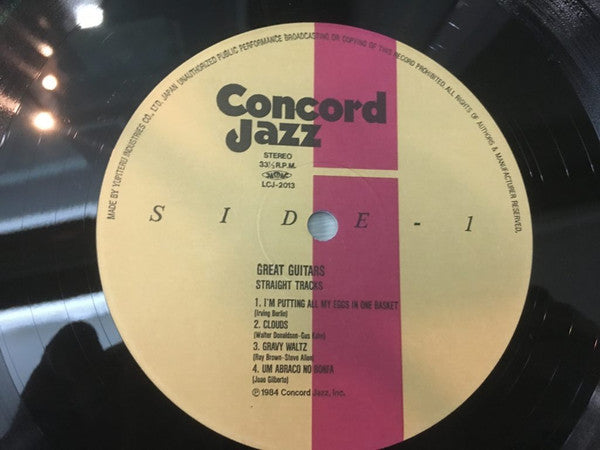 MADE BY YUPITERU INDUSTRIES CO., LTD. JAPAN UNAUTHORIZED PUBLIC PERFORMANCE BROADCASTING OR COPYING OF THIS RECORD PROHIBITED. ALL RIGHTS OF AUTHORS & MANUFACTURER RESERVED.
Concord
Jazz
STEREO
33⅓ R.P.M.
LCJ-2013
SIDE-1
GREAT GUITARS
STRAIGHT TRACKS
1. I'M PUTTING ALL MY EGGS IN ONE BASKET
(Irving Berlin)
2. CLOUDS
(Walter Donaldson-Gus Kahn)
3. GRAVY WALTZ
(Ray Brown-Steve Allen)
4. UM ABRACO NO BONFA
(Joao Gilberto)
Ⓟ 1984 Concord Jazz, Inc.